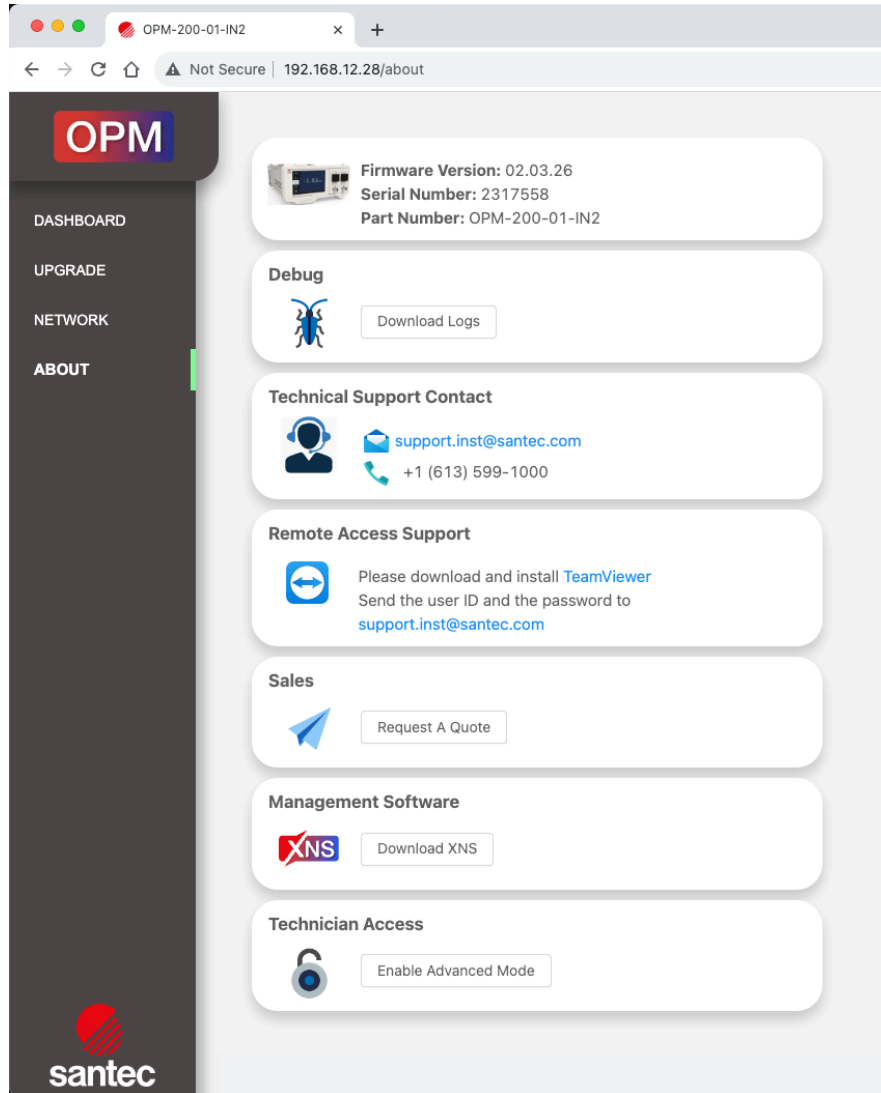 OPM-200-01-IN2
Not Secure | 192.168.12.28/about
OPM
DASHBOARD
UPGRADE
NETWORK
ABOUT
Firmware Version: 02.03.26
Serial Number: 2317558
Part Number: OPM-200-01-IN2
Debug
Download Logs
Technical Support Contact
support.inst@santec.com
+1 (613) 599-1000
Remote Access Support
Please download and install TeamViewer
Send the user ID and the password to
support.inst@santec.com
Sales
Request A Quote
Management Software
XNS
Download XNS
Technician Access
Enable Advanced Mode
santec